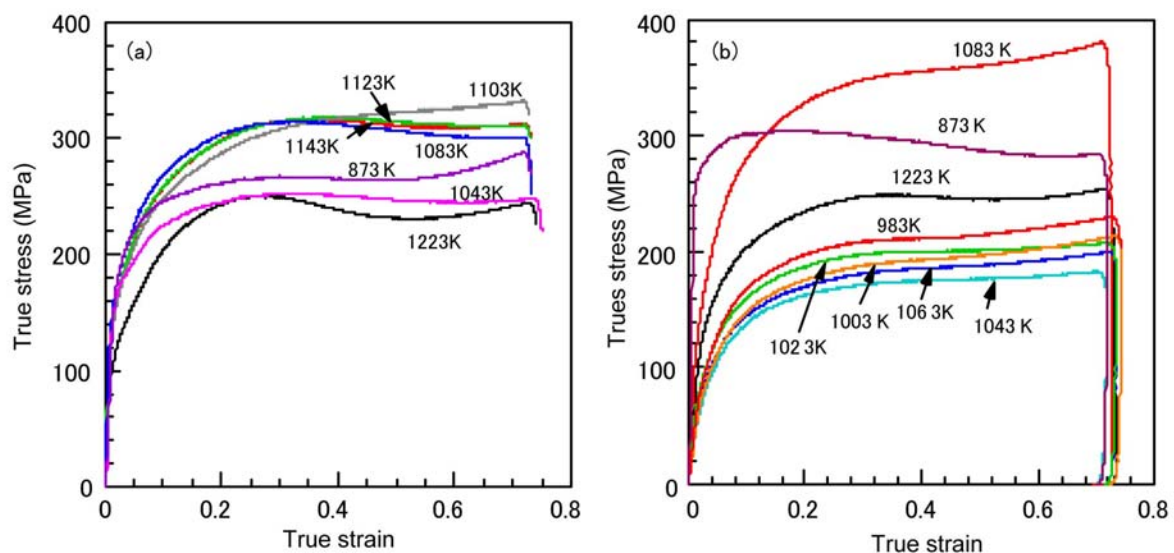 (a)
400
300
200
100
0
True stress (MPa)
1123K
1103K
1143K
1083K
873 K
1043K
1223K
0
0.2
0.4
0.6
0.8
True strain
(b)
400
300
200
100
0
Trues stress (MPa)
1083 K
873 K
1223 K
983K
102 3K
1003 K
106 3K
1043 K
0
0.2
0.4
0.6
0.8
True strain